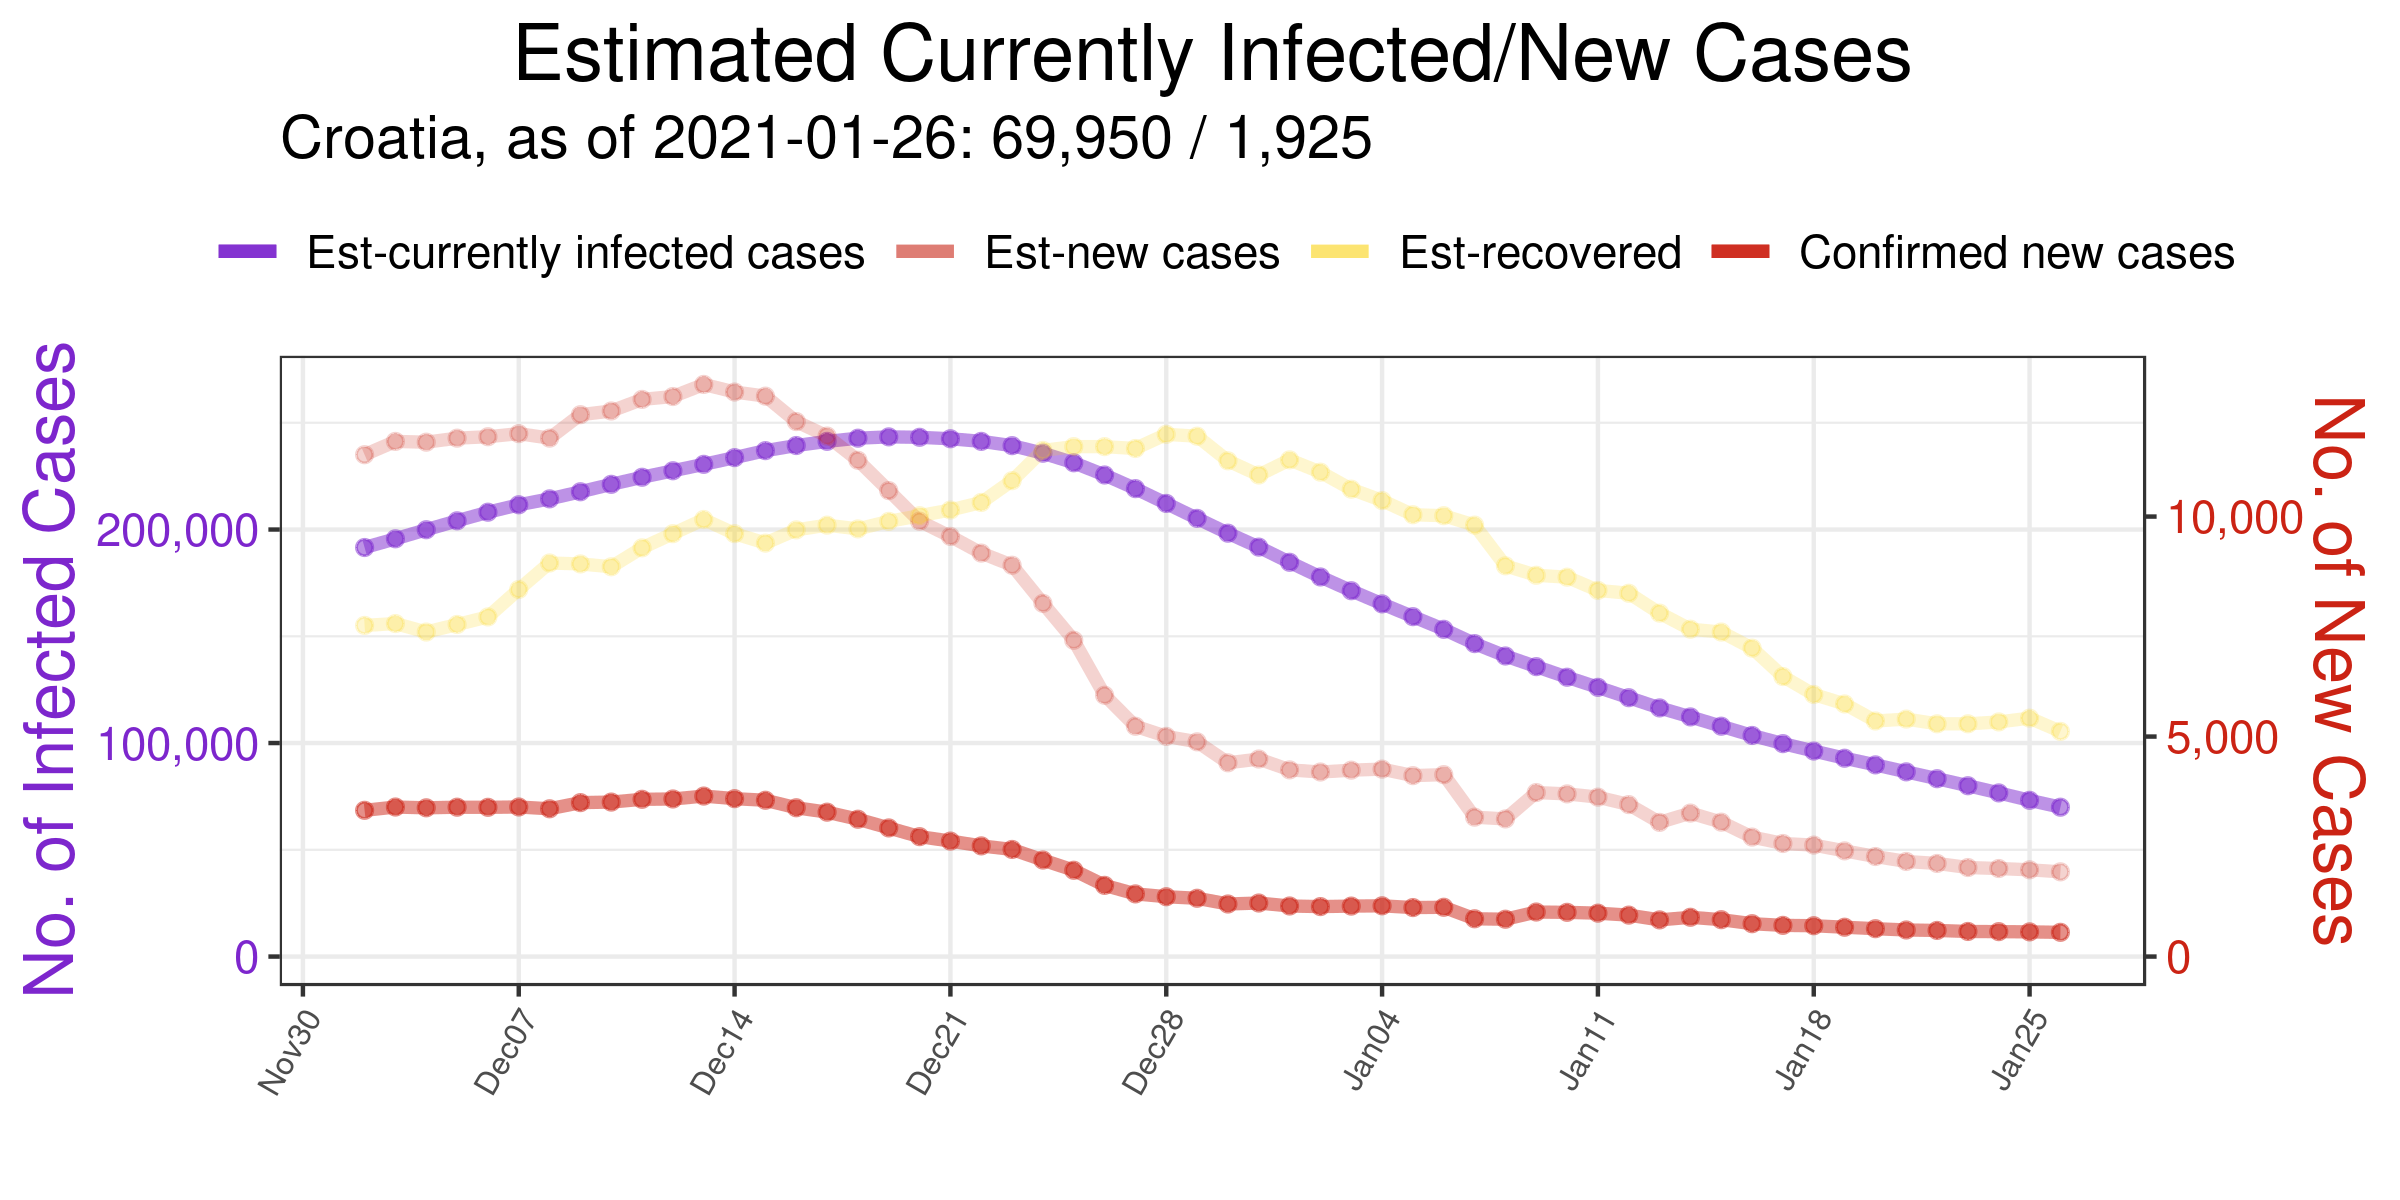 Estimated Currently Infected/New Cases
Croatia, as of 2021-01-26: 69,950 / 1,925
Est-currently infected cases Est-new cases Est-recovered Confirmed new cases
No. of Infected Cases
200,000
100,000
0
10,000
5,000
0
No. of New Cases
Nov30 Dec07 Dec14 Dec21 Dec28 Jan04 Jan11 Jan18 Jan25